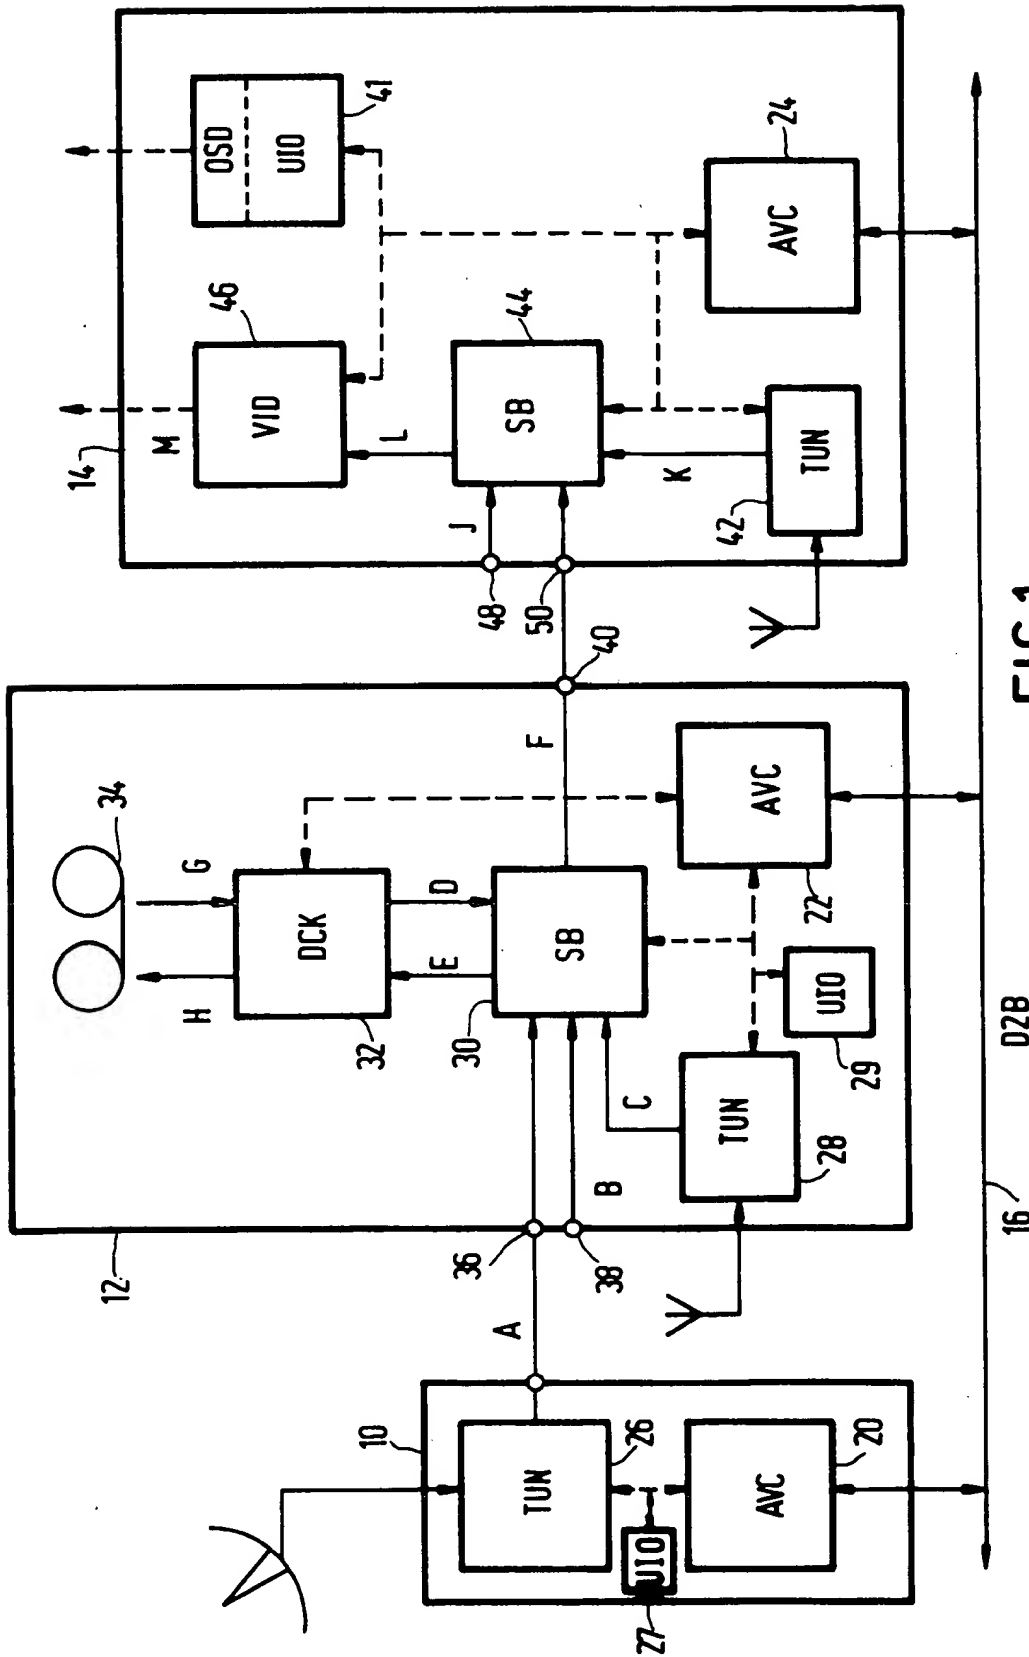 10
TUN
26
UIO
27
AVC
20
A
12
34
H
G
DCK
32
E
D
30
SB
F
36
38
B
C
TUN
28
UIO
29
AVC
22
40
14
M
VID
46
OSD
UIO
41
L
J
SB
44
48
50
K
TUN
42
AVC
24
16
D2B
FIG.1